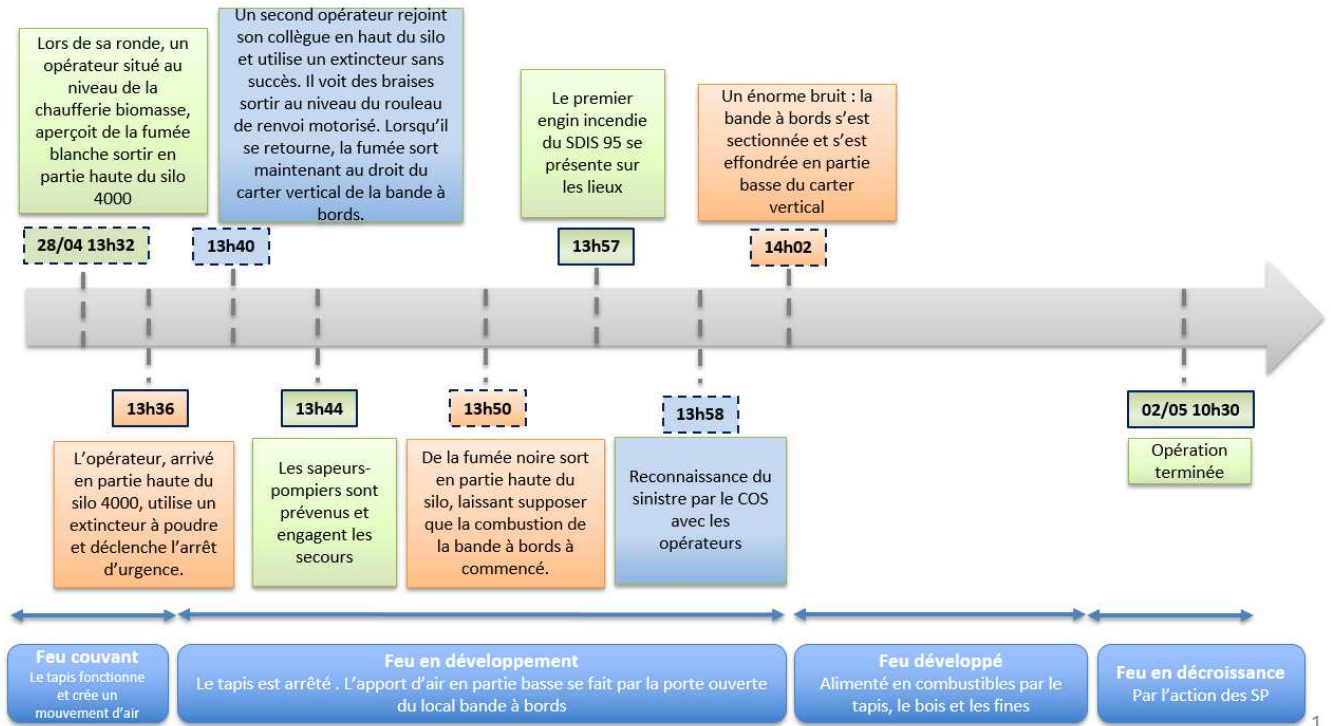 Lors de sa ronde, un
opérateur situé au
niveau de la
chaufferie biomasse,
aperçoit de la fumée
blanche sortir en
partie haute du silo
4000
28/04 13h32
Un second opérateur rejoint
son collègue en haut du silo
et utilise un extincteur sans
succès. Il voit des braises
sortir au niveau du rouleau
de renvoi motorisé. Lorsqu’il
se retourne, la fumée sort
maintenant au droit du
carter vertical de la bande à
bords.
13h40
Le premier
engin incendie
du SDIS 95 se
présente sur
les lieux
13h57
Un énorme bruit : la
bande à bords s’est
sectionnée et s’est
effondrée en partie
basse du carter
vertical
14h02
13h36
L’opérateur, arrivé
en partie haute du
silo 4000, utilise un
extincteur à poudre
et déclenche l’arrêt
d’urgence.
13h44
Les sapeurs-
pompiers sont
prévenus et
engagent les
secours
13h50
De la fumée noire sort
en partie haute du
silo, laissant supposer
que la combustion de
la bande à bords à
commencé.
13h58
Reconnaissance du
sinistre par le COS
avec les
opérateurs
02/05 10h30
Opération
terminée
Feu couvant
Le tapis fonctionne
et crée un
mouvement d’air
Feu en développement
Le tapis est arrêté . L’apport d’air en partie basse se fait par la porte ouverte
du local bande à bords
Feu développé
Alimenté en combustibles par le
tapis, le bois et les fines
Feu en décroissance
Par l’action des SP
1